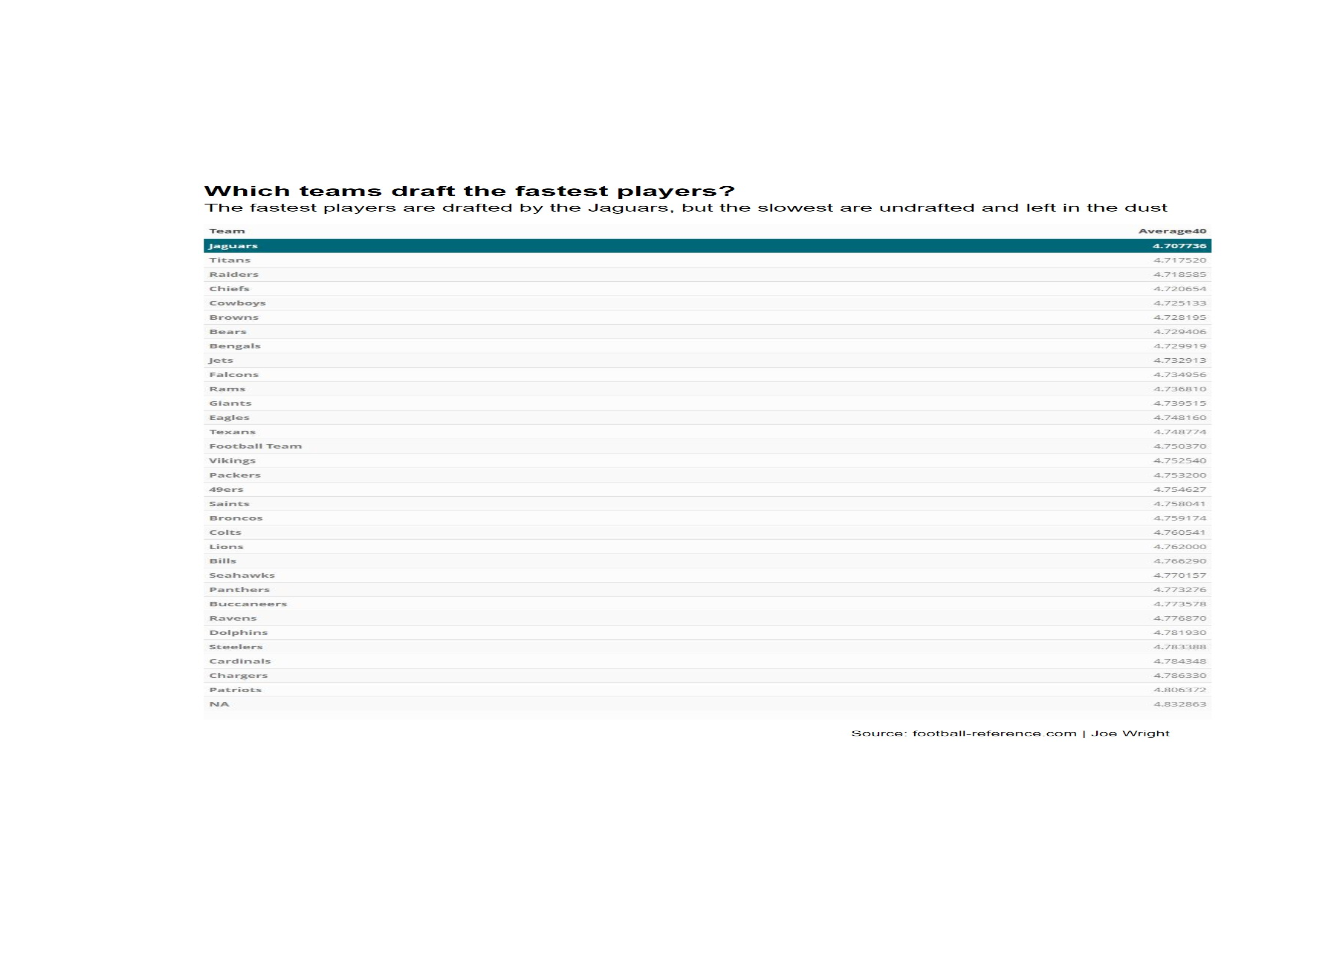 Which teams draft the fastest players?
The fastest players are drafted by the Jaguars, but the slowest are undrafted and left in the dust
Team Average40
Jaguars 4.707736
Titans 4.717520
Raiders 4.718585
Chiefs 4.720654
Cowboys 4.725133
Browns 4.728195
Bears 4.729406
Bengals 4.729919
Jets 4.732913
Falcons 4.734956
Rams 4.736810
Giants 4.739515
Eagles 4.748160
Texans 4.748774
Football Team 4.750370
Vikings 4.752540
Packers 4.753200
49ers 4.754627
Saints 4.758041
Broncos 4.759174
Colts 4.760541
Lions 4.762000
Bills 4.766290
Seahawks 4.770157
Panthers 4.773276
Buccaneers 4.773578
Ravens 4.776870
Dolphins 4.781930
Steelers 4.783388
Cardinals 4.784348
Chargers 4.786330
Patriots 4.806372
NA 4.832863
Source: football-reference.com | Joe Wright